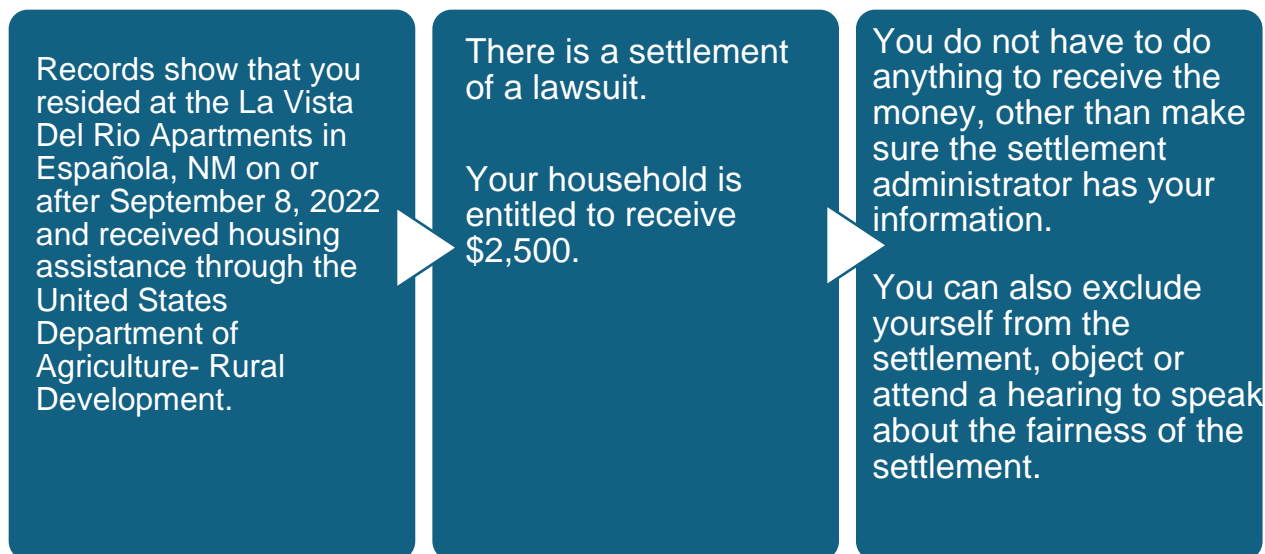 Records show that you
resided at the La Vista
Del Rio Apartments in
Española, NM on or
after September 8, 2022
and received housing
assistance through the
United States
Department of
Agriculture- Rural
Development.
There is a settlement
of a lawsuit.
Your household is
entitled to receive
$2,500.
You do not have to do
anything to receive the
money, other than make
sure the settlement
administrator has your
information.
You can also exclude
yourself from the
settlement, object or
attend a hearing to speak
about the fairness of the
settlement.